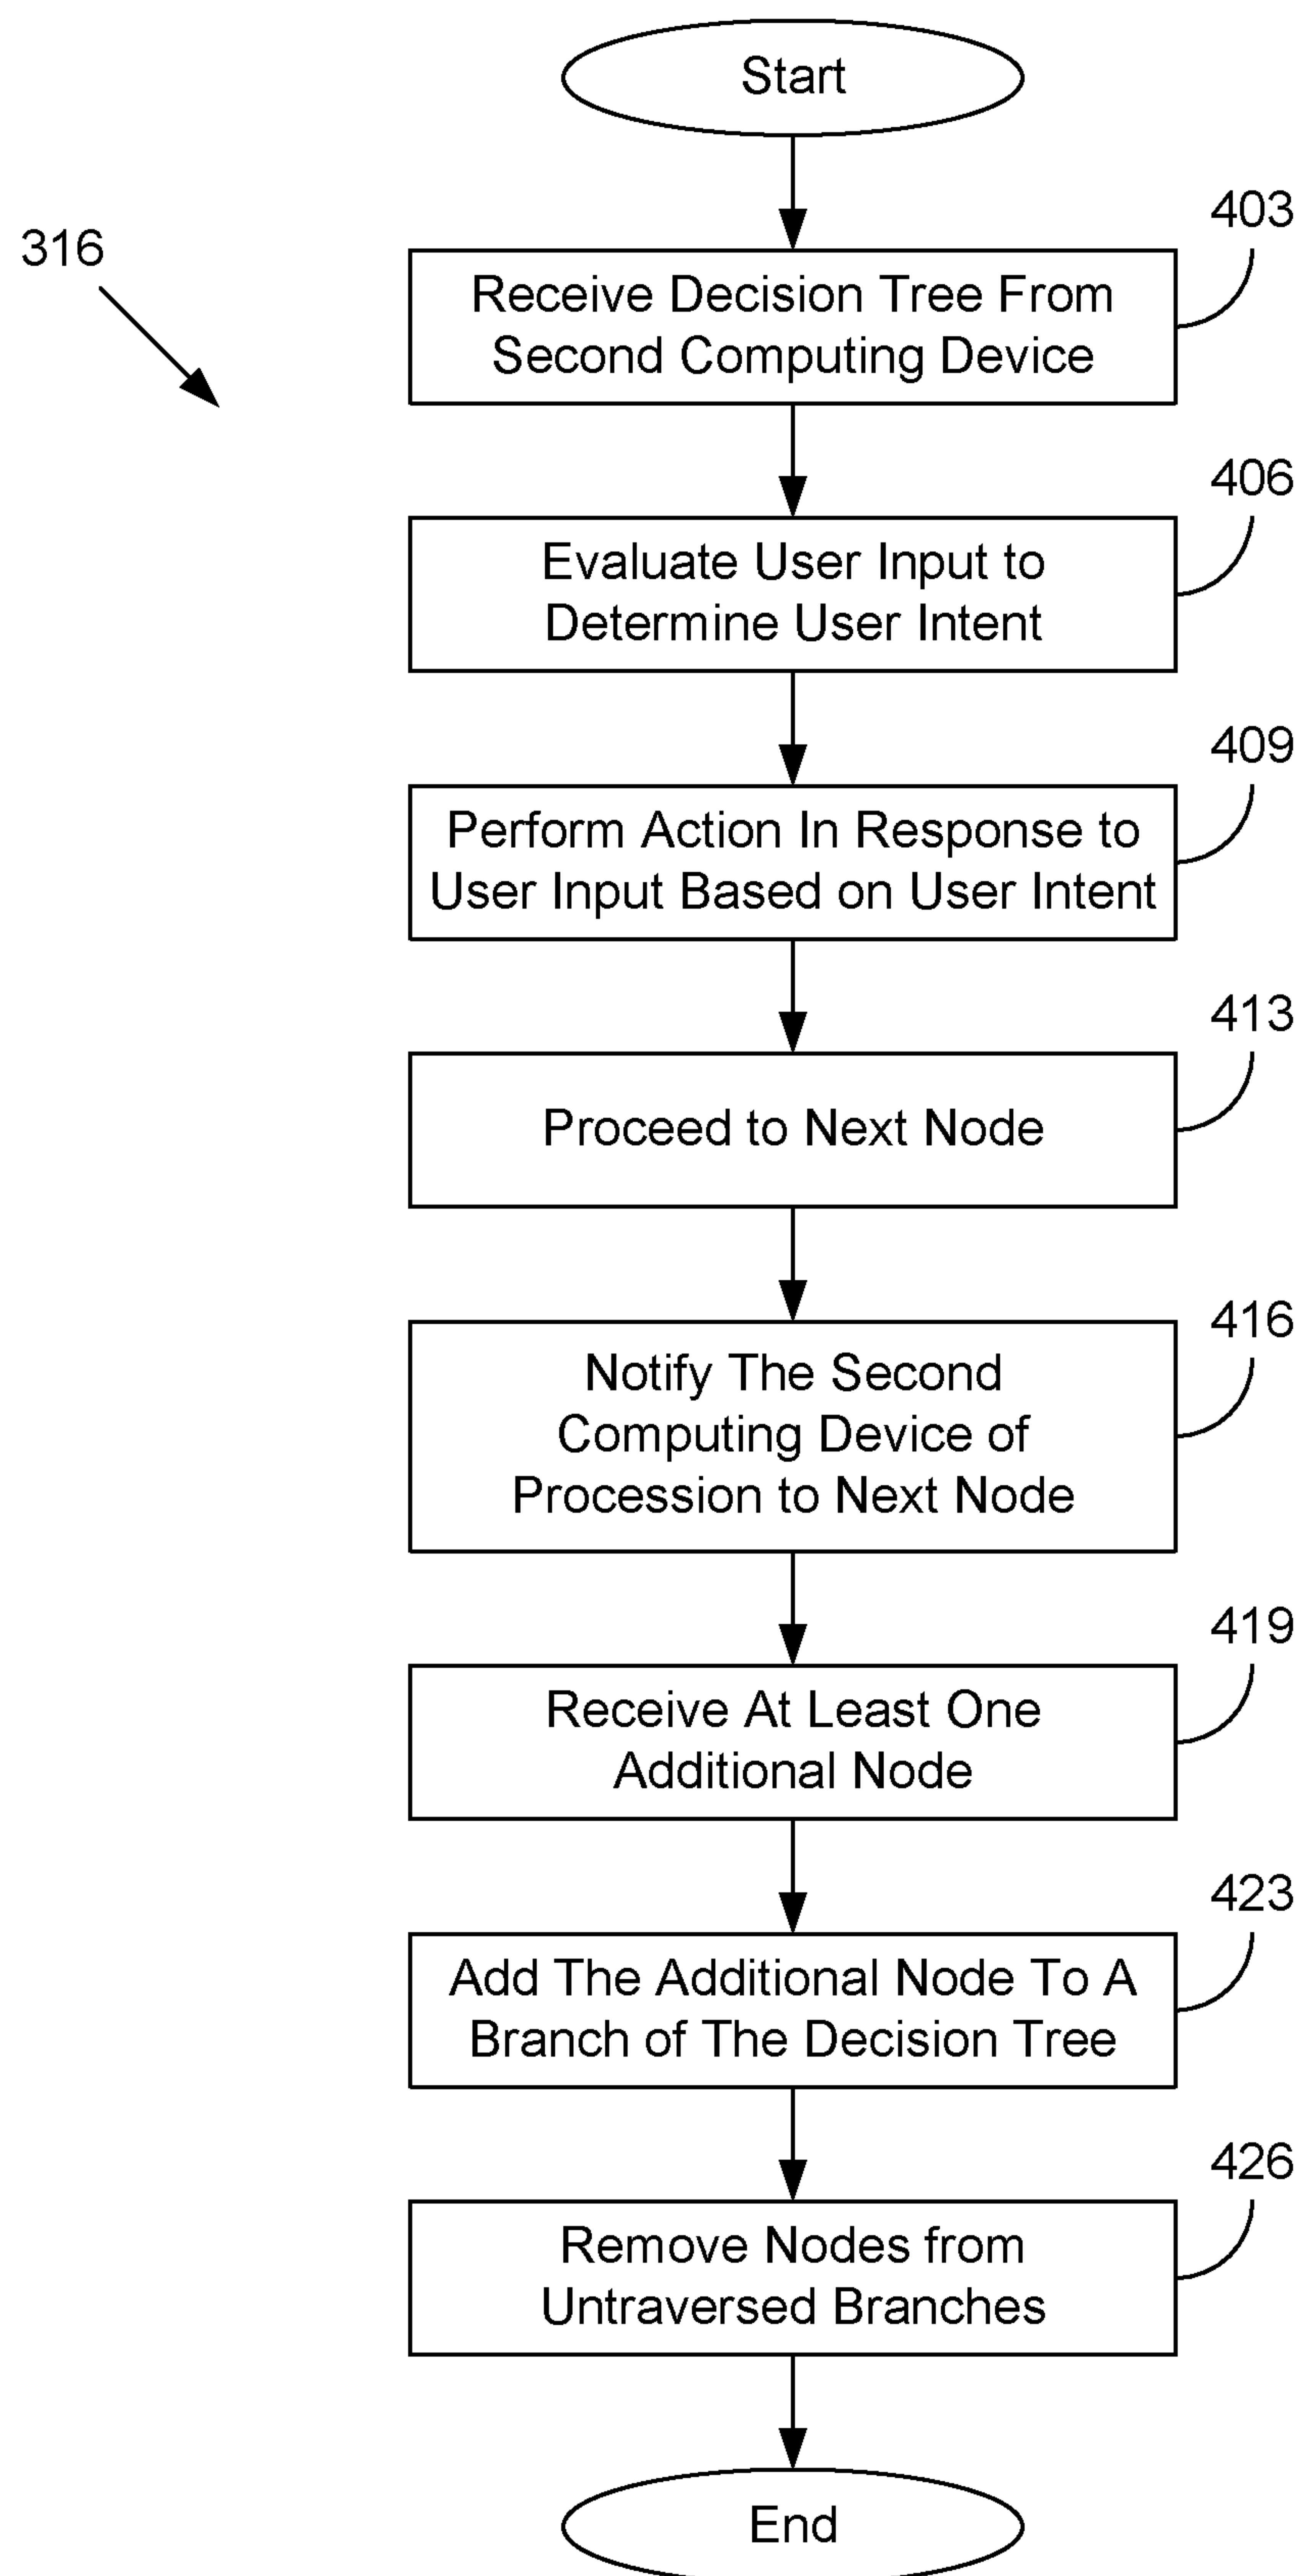 Start
316
403
Receive Decision Tree From
Second Computing Device
406
Evaluate User Input to
Determine User Intent
409
Perform Action In Response to
User Input Based on User Intent
413
Proceed to Next Node
416
Notify The Second
Computing Device of
Procession to Next Node
419
Receive At Least One
Additional Node
423
Add The Additional Node To A
Branch of The Decision Tree
426
Remove Nodes from
Untraversed Branches
End